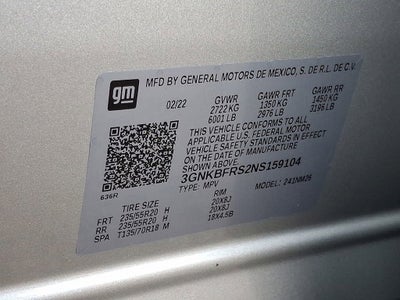 gm
MFD BY GENERAL MOTORS DE MEXICO, S. DE R.L. DE C.V.
02/22 GVWR GAWR FRT GAWR RR
2722 KG 1350 KG 1450 KG
6001 LB 2976 LB 3196 LB
THIS VEHICLE CONFORMS TO ALL
APPLICABLE U.S. FEDERAL MOTOR
VEHICLE SAFETY STANDARDS IN EFFECT
ON THE DATE OF MANUFACTURE SHOWN ABOVE.
3GNKBFRS2NS159104
TYPE: MPV MODEL: 241NM26
636R
TIRE SIZE RIM
FRT 235/55R20 H 20X8J
RR 235/55R20 H 20X8J
SPA T135/70R18 M 18X4.5B